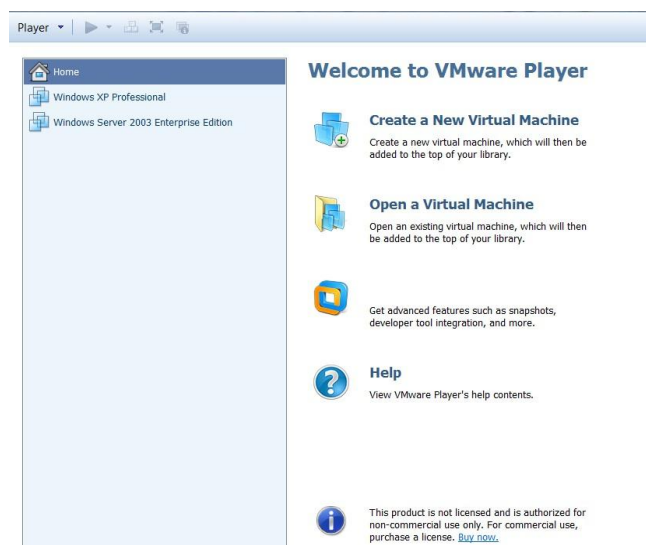 Player
Home
Windows XP Professional
Windows Server 2003 Enterprise Edition
Welcome to VMware Player
Create a New Virtual Machine
Create a new virtual machine, which will then be
added to the top of your library.
Open a Virtual Machine
Open an existing virtual machine, which will then
be added to the top of your library.
Get advanced features such as snapshots,
developer tool integration, and more.
Help
View VMware Player's help contents.
This product is not licensed and is authorized for
non-commercial use only. For commercial use,
purchase a license. Buy now.